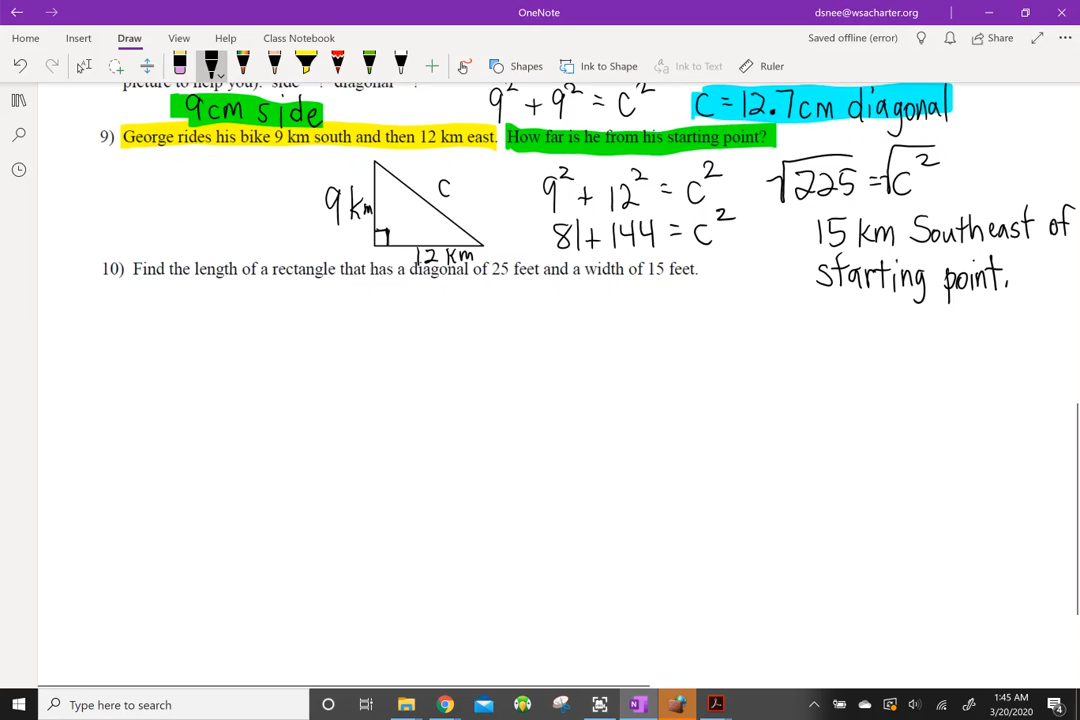 OneNote
dsnee@wsacharter.org
Home Insert Draw View Help Class Notebook
Saved offline (error)
Share
Shapes
Ink to Shape
Ink to Text
Ruler
9cm side
9² + 9² = c²
c = 12.7cm diagonal
9) George rides his bike 9 km south and then 12 km east. How far is he from his starting point?
9 km
c
12 km
9² + 12² = c²
81 + 144 = c²
√225 = √c²
15 km Southeast of
starting point.
10) Find the length of a rectangle that has a diagonal of 25 feet and a width of 15 feet.
Type here to search
1:45 AM
3/20/2020
4